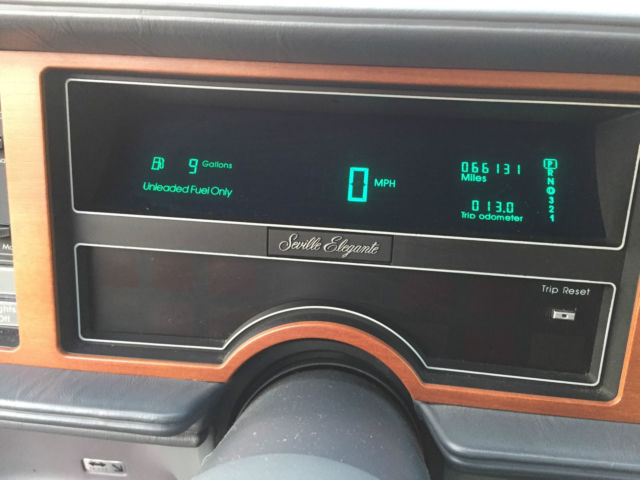 9 Gallons
Unleaded Fuel Only
0 MPH
066131
Miles
013.0
Trip odometer
P
R
N
D
3
2
1
Seville Elegante
Trip Reset
Off